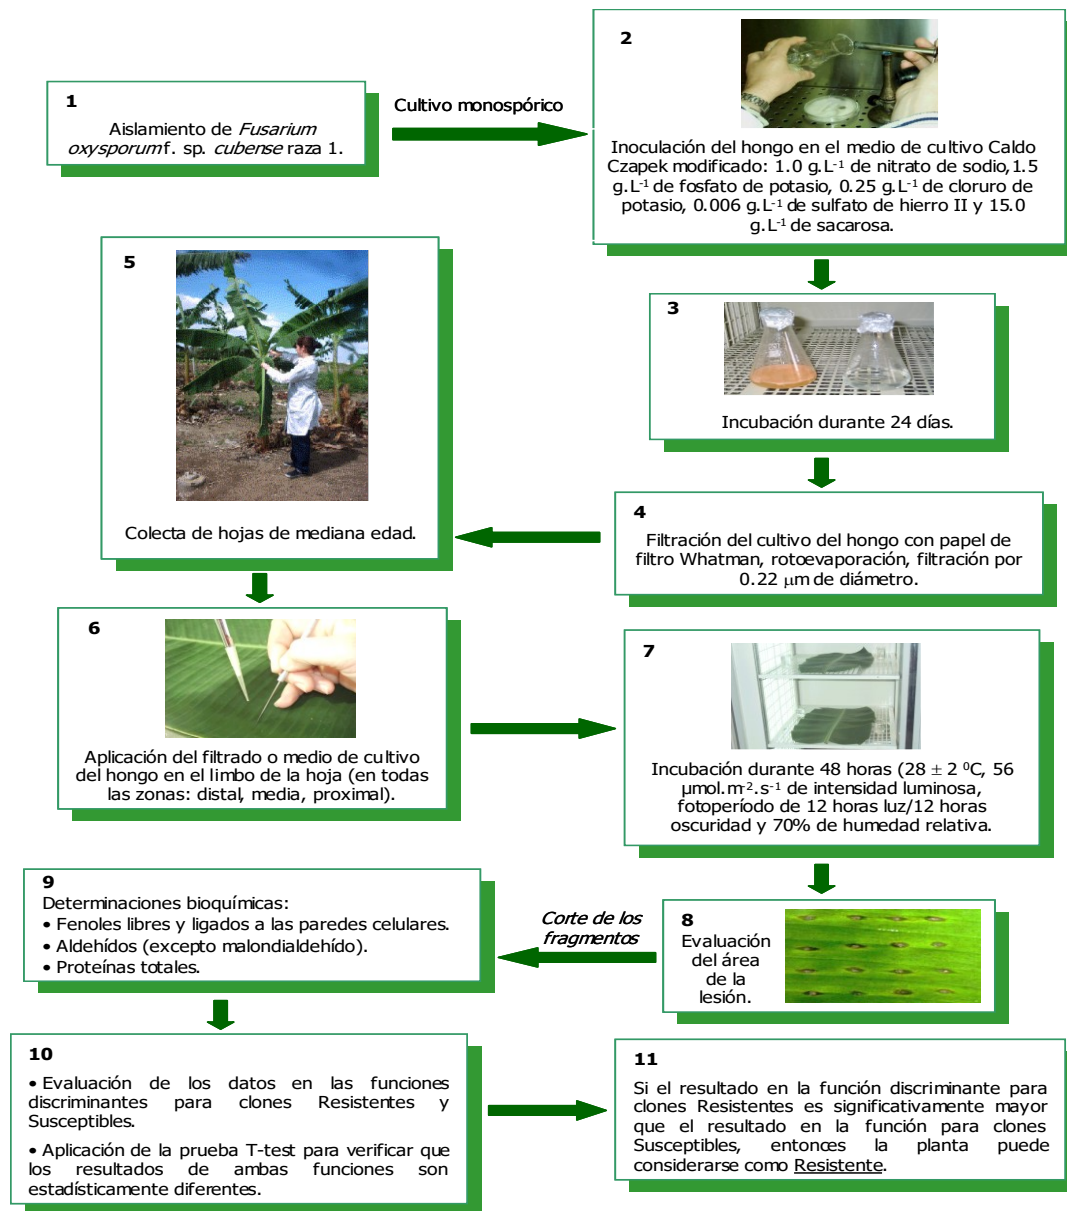 1
Aislamiento de Fusarium
oxysporum f. sp. cubense raza 1.
Cultivo monospórico
2
Inoculación del hongo en el medio de cultivo Caldo
Czapek modificado: 1.0 g.L-1 de nitrato de sodio,1.5
g.L-1 de fosfato de potasio, 0.25 g.L-1 de cloruro de
potasio, 0.006 g.L-1 de sulfato de hierro II y 15.0
g.L-1 de sacarosa.
3
Incubación durante 24 días.
4
Filtración del cultivo del hongo con papel de
filtro Whatman, rotoevaporación, filtración por
0.22 µm de diámetro.
5
Colecta de hojas de mediana edad.
6
Aplicación del filtrado o medio de cultivo
del hongo en el limbo de la hoja (en todas
las zonas: distal, media, proximal).
7
Incubación durante 48 horas (28 ± 2 ⁰C, 56
µmol.m-2.s-1 de intensidad luminosa,
fotoperíodo de 12 horas luz/12 horas
oscuridad y 70% de humedad relativa.
8
Evaluación
del área
de la
lesión.
Corte de los
fragmentos
9
Determinaciones bioquímicas:
• Fenoles libres y ligados a las paredes celulares.
• Aldehídos (excepto malondialdehído).
• Proteínas totales.
10
• Evaluación de los datos en las funciones
discriminantes para clones Resistentes y
Susceptibles.
• Aplicación de la prueba T-test para verificar que
los resultados de ambas funciones son
estadísticamente diferentes.
11
Si el resultado en la función discriminante para
clones Resistentes es significativamente mayor
que el resultado en la función para clones
Susceptibles, entonces la planta puede
considerarse como Resistente.